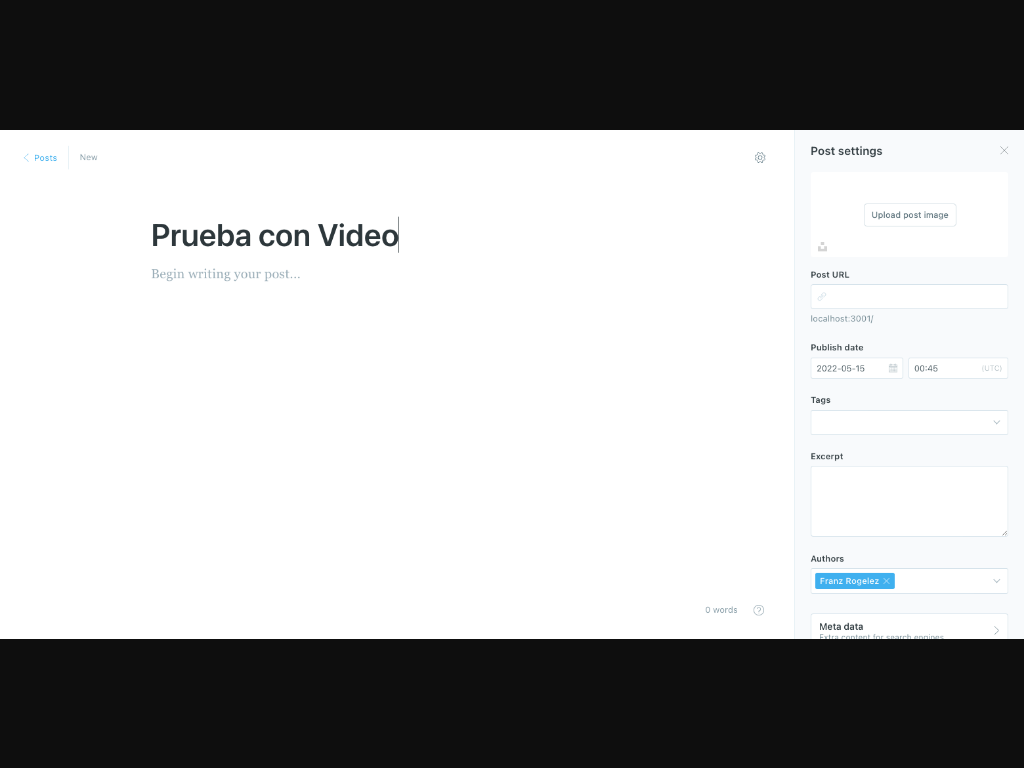 Posts
New
Prueba con Video
Begin writing your post...
0 words
?
Post settings
Upload post image
Post URL
localhost:3001/
Publish date
2022-05-15
00:45 (UTC)
Tags
Excerpt
Authors
Franz Rogelez
Meta data
Extra content for search engines